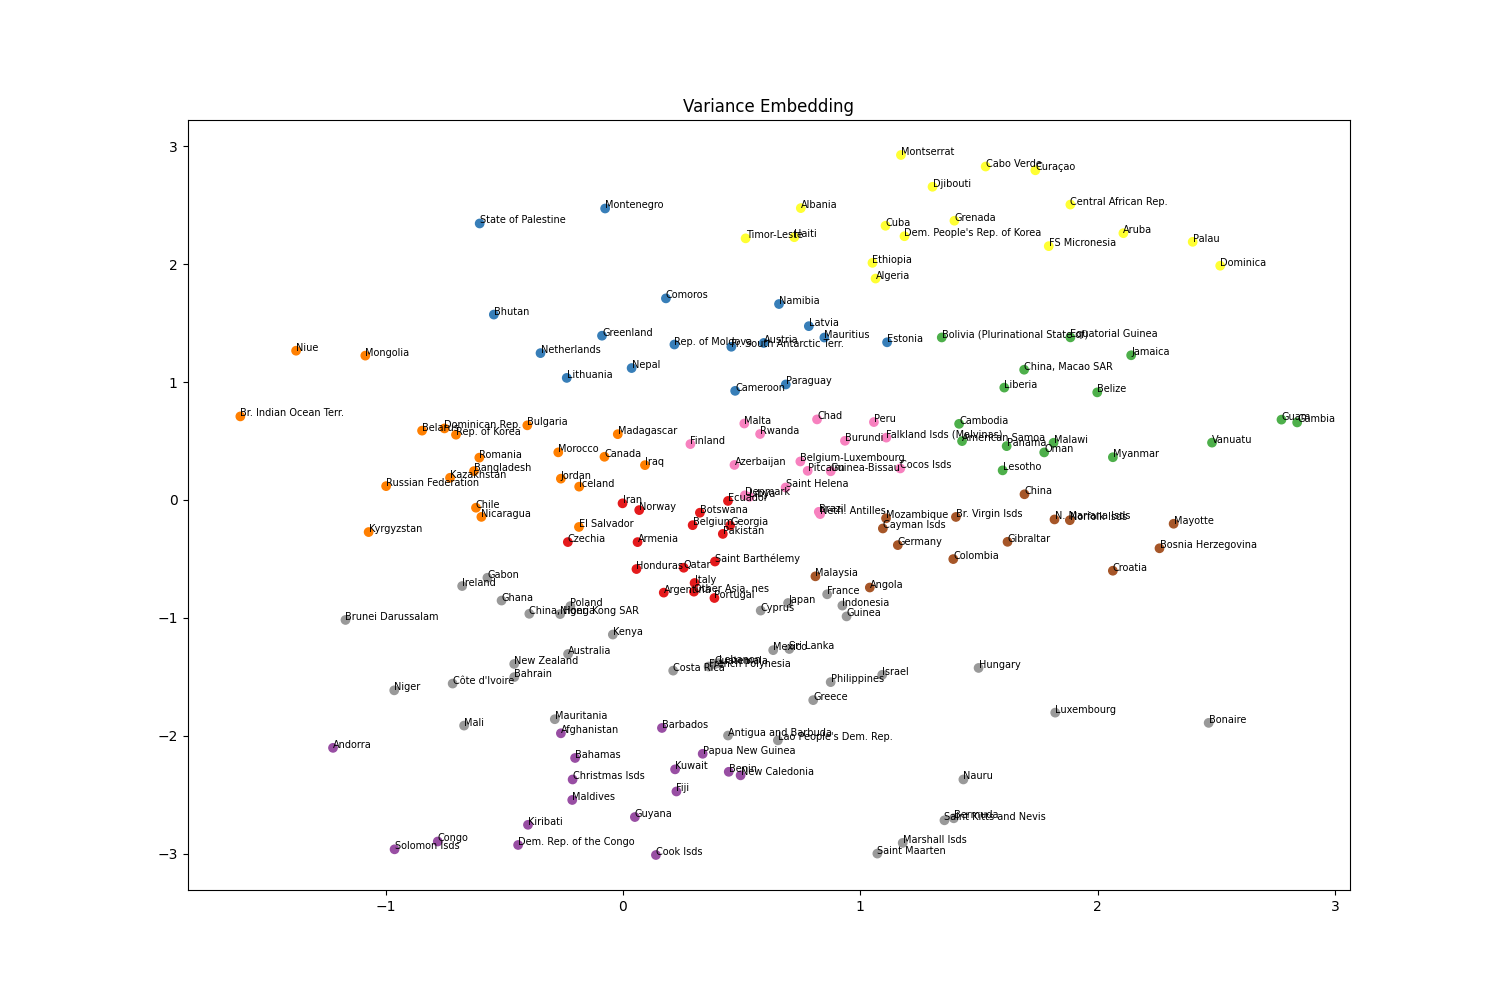 Variance Embedding
3
Montserrat
Cabo Verde
Curaçao
Djibouti
Central African Rep.
Albania
Montenegro
State of Palestine
Grenada
Cuba
Dem. People's Rep. of Korea
Aruba
Timor-Leste
Haiti
FS Micronesia
Palau
2
Ethiopia
Dominica
Algeria
Comoros
Namibia
Bhutan
Latvia
Greenland
Rep. of Moldova
Austria
Fr. South Antarctic Terr.
Mauritius
Estonia
Bolivia (Plurinational State of)
Equatorial Guinea
Niue
Mongolia
Netherlands
Jamaica
Nepal
China, Macao SAR
Lithuania
1
Paraguay
Cameroon
Liberia
Belize
Br. Indian Ocean Terr.
Chad
Guam
Gambia
Belarus
Dominican Rep.
Rep. of Korea
Bulgaria
Madagascar
Malta
Rwanda
Peru
Cambodia
Finland
Burundi
Falkland Isds (Malvinas)
American Samoa
Panama
Malawi
Oman
Vanuatu
Romania
Morocco
Canada
Iraq
Azerbaijan
Belgium-Luxembourg
Pitcairn
Guinea-Bissau
Cocos Isds
Lesotho
Myanmar
Bangladesh
Kazakhstan
Russian Federation
Jordan
Iceland
Saint Helena
Denmark
China
0
Chile
Nicaragua
Iran
Norway
Botswana
Ecuador
Brazil
Neth. Antilles
Mozambique
Br. Virgin Isds
N. Mariana Isds
Norfolk Isds
Mayotte
Kyrgyzstan
El Salvador
Belgium
Georgia
Pakistan
Cayman Isds
Czechia
Armenia
Germany
Gibraltar
Bosnia Herzegovina
Honduras
Qatar
Saint Barthélemy
Colombia
Croatia
Gabon
Ireland
Italy
Other Asia, nes
Argentina
Portugal
Malaysia
Angola
Ghana
Poland
China, Hong Kong SAR
Nigeria
Japan
France
Cyprus
Indonesia
Guinea
−1
Brunei Darussalam
Kenya
Australia
Mexico
Sri Lanka
New Zealand
Bahrain
Costa Rica
Lebanon
Guatemala
French Polynesia
Israel
Hungary
Niger
Côte d'Ivoire
Philippines
Greece
Mali
Mauritania
Afghanistan
Barbados
Antigua and Barbuda
Lao People's Dem. Rep.
Luxembourg
Bonaire
−2
Andorra
Bahamas
Papua New Guinea
Christmas Isds
Kuwait
Benin
New Caledonia
Nauru
Maldives
Fiji
Kiribati
Guyana
Saint Kitts and Nevis
Bermuda
Congo
Solomon Isds
Dem. Rep. of the Congo
Cook Isds
Marshall Isds
Saint Maarten
−3
−1
0
1
2
3